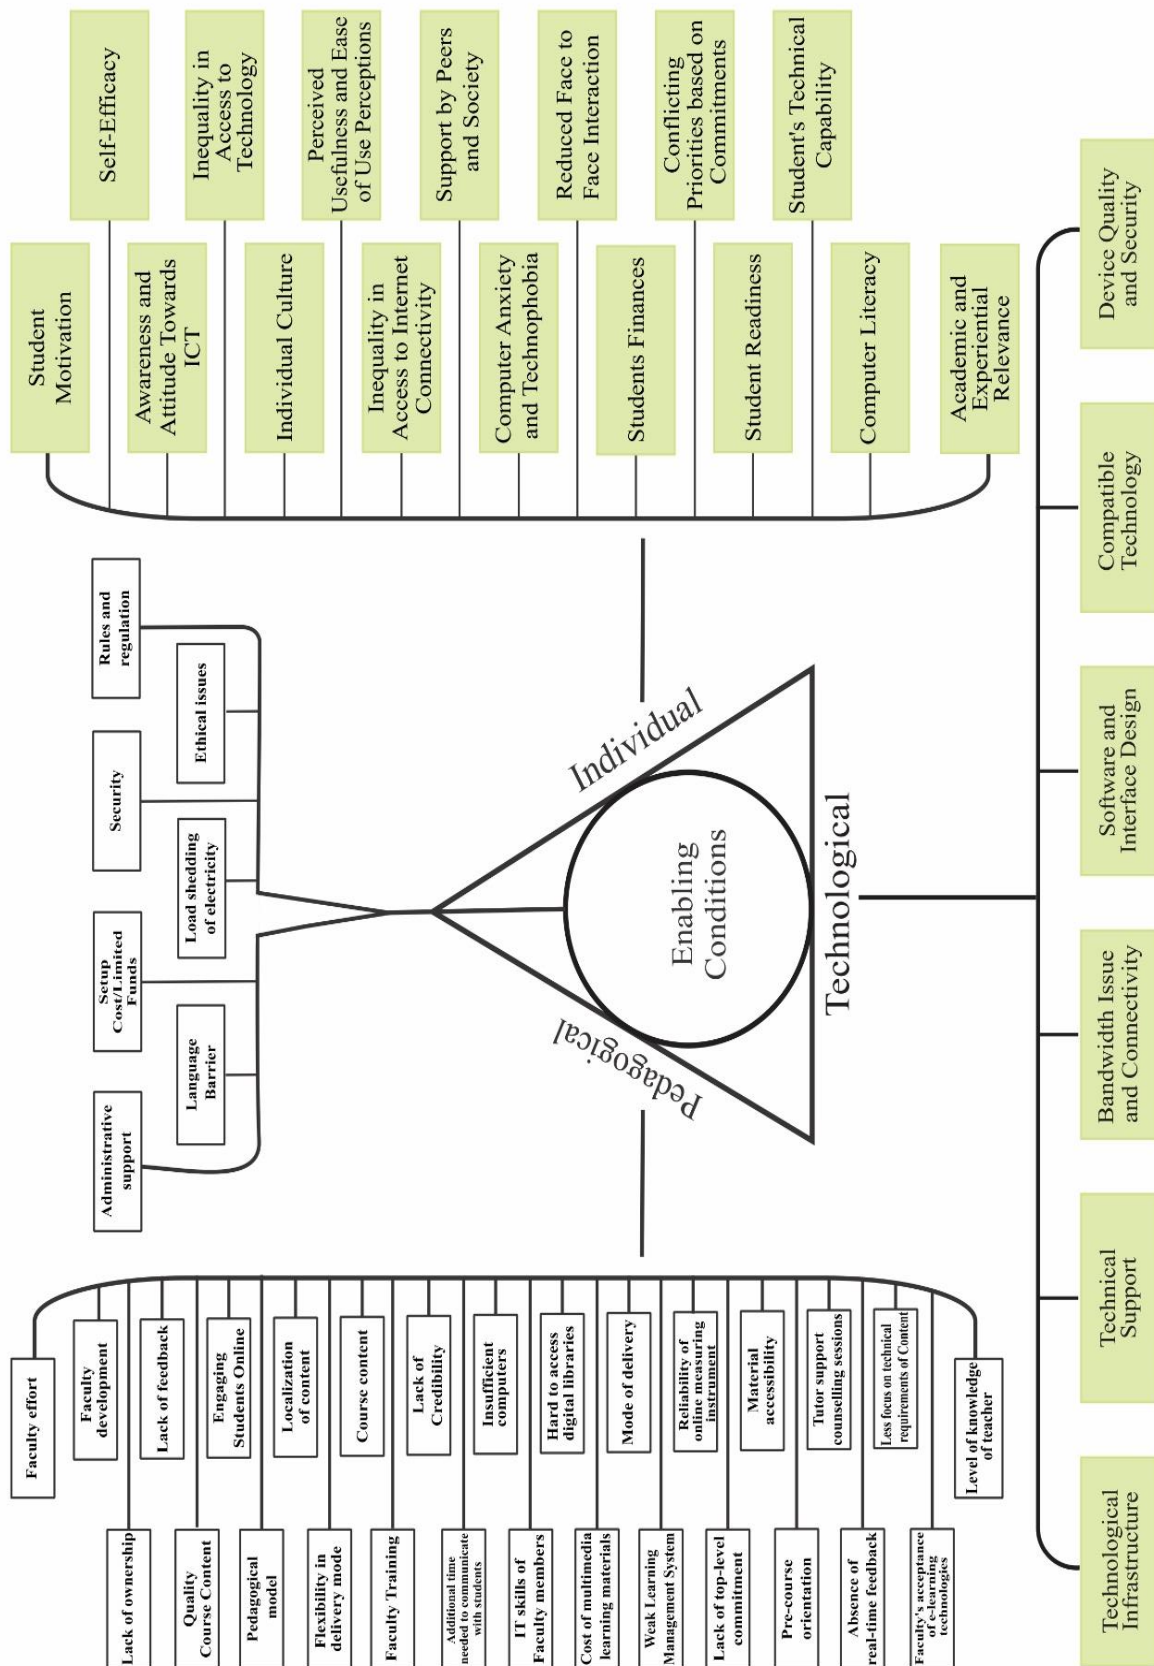 Student
Motivation
Self-Efficacy
Awareness and
Attitude Towards
ICT
Inequality in
Access to
Technology
Individual Culture
Perceived
Usefulness and Ease
of Use Perceptions
Inequality in
Access to Internet
Connectivity
Support by Peers
and Society
Computer Anxiety
and Technophobia
Reduced Face to
Face Interaction
Students Finances
Conflicting
Priorities based on
Commitments
Student Readiness
Student's Technical
Capability
Computer Literacy
Academic and
Experiential
Relevance
Administrative
support
Language
Barrier
Setup
Cost/Limited
Funds
Load shedding
of electricity
Security
Ethical issues
Rules and
regulation
Pedagogical
Individual
Enabling
Conditions
Technological
Faculty effort
Faculty
development
Lack of ownership
Lack of feedback
Quality
Course Content
Engaging
Students Online
Pedagogical
model
Localization
of content
Flexibility in
delivery mode
Course content
Faculty Training
Lack of
Credibility
Additional time
needed to communicate
with students
Insufficient
computers
IT skills of
Faculty members
Hard to access
digital libraries
Cost of multimedia
learning materials
Mode of delivery
Weak Learning
Management System
Reliability of
online measuring
instrument
Lack of top-level
commitment
Material
accessibility
Pre-course
orientation
Tutor support
counselling sessions
Absence of
real-time feedback
Less focus on technical
requirements of Content
Faculty's acceptance
of e-learning
technologies
Level of knowledge
of teacher
Technological
Infrastructure
Technical
Support
Bandwidth Issue
and Connectivity
Software and
Interface Design
Compatible
Technology
Device Quality
and Security